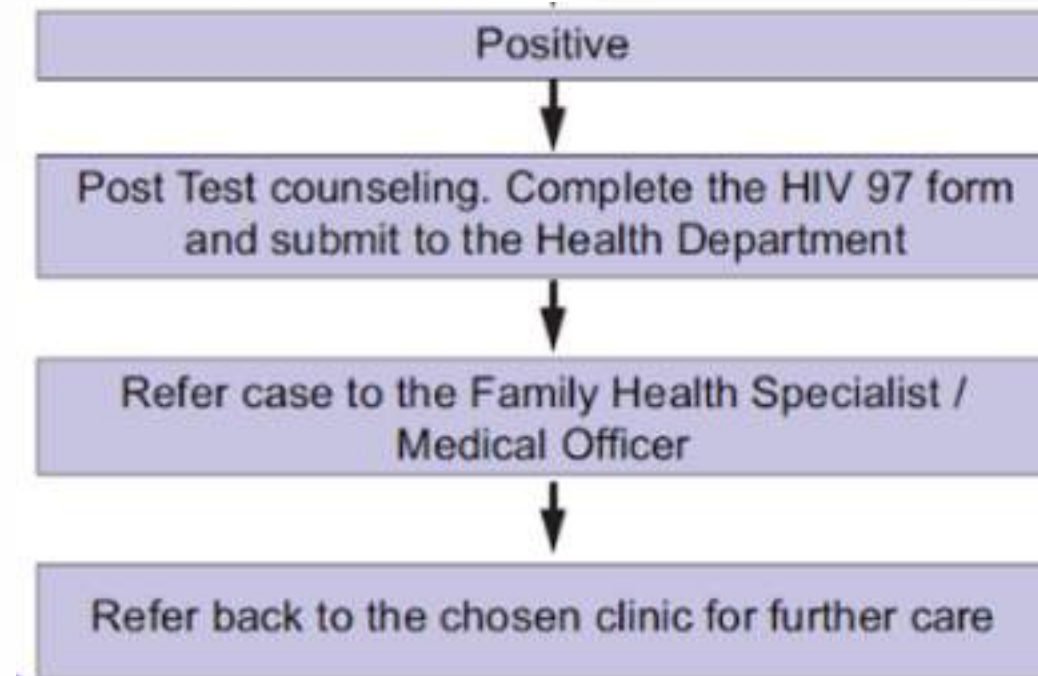 Positive
Post Test counseling. Complete the HIV 97 form
and submit to the Health Department
Refer case to the Family Health Specialist /
Medical Officer
Refer back to the chosen clinic for further care